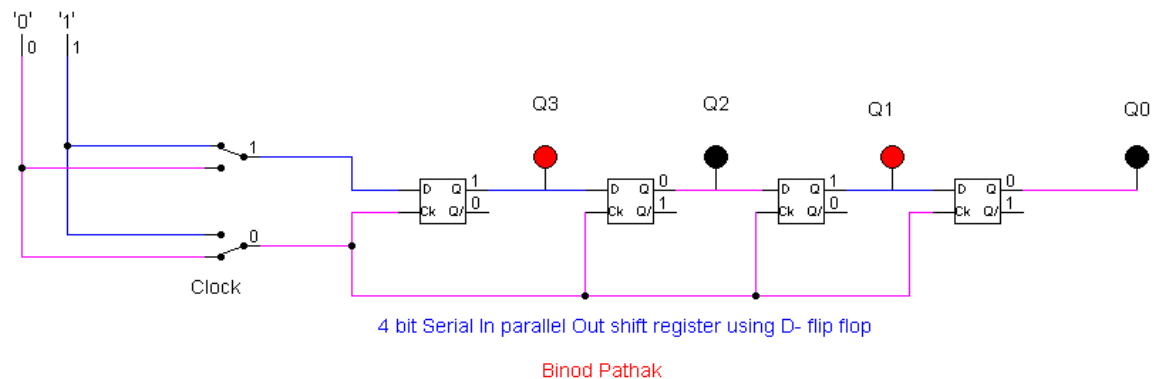 '0' '1'
0 1
Q3 Q2 Q1 Q0
1
D Q 1 D Q 0 D Q 1 D Q 0
Ck Q/ 0 Ck Q/ 1 Ck Q/ 0 Ck Q/ 1
0
Clock
4 bit Serial In parallel Out shift register using D- flip flop
Binod Pathak